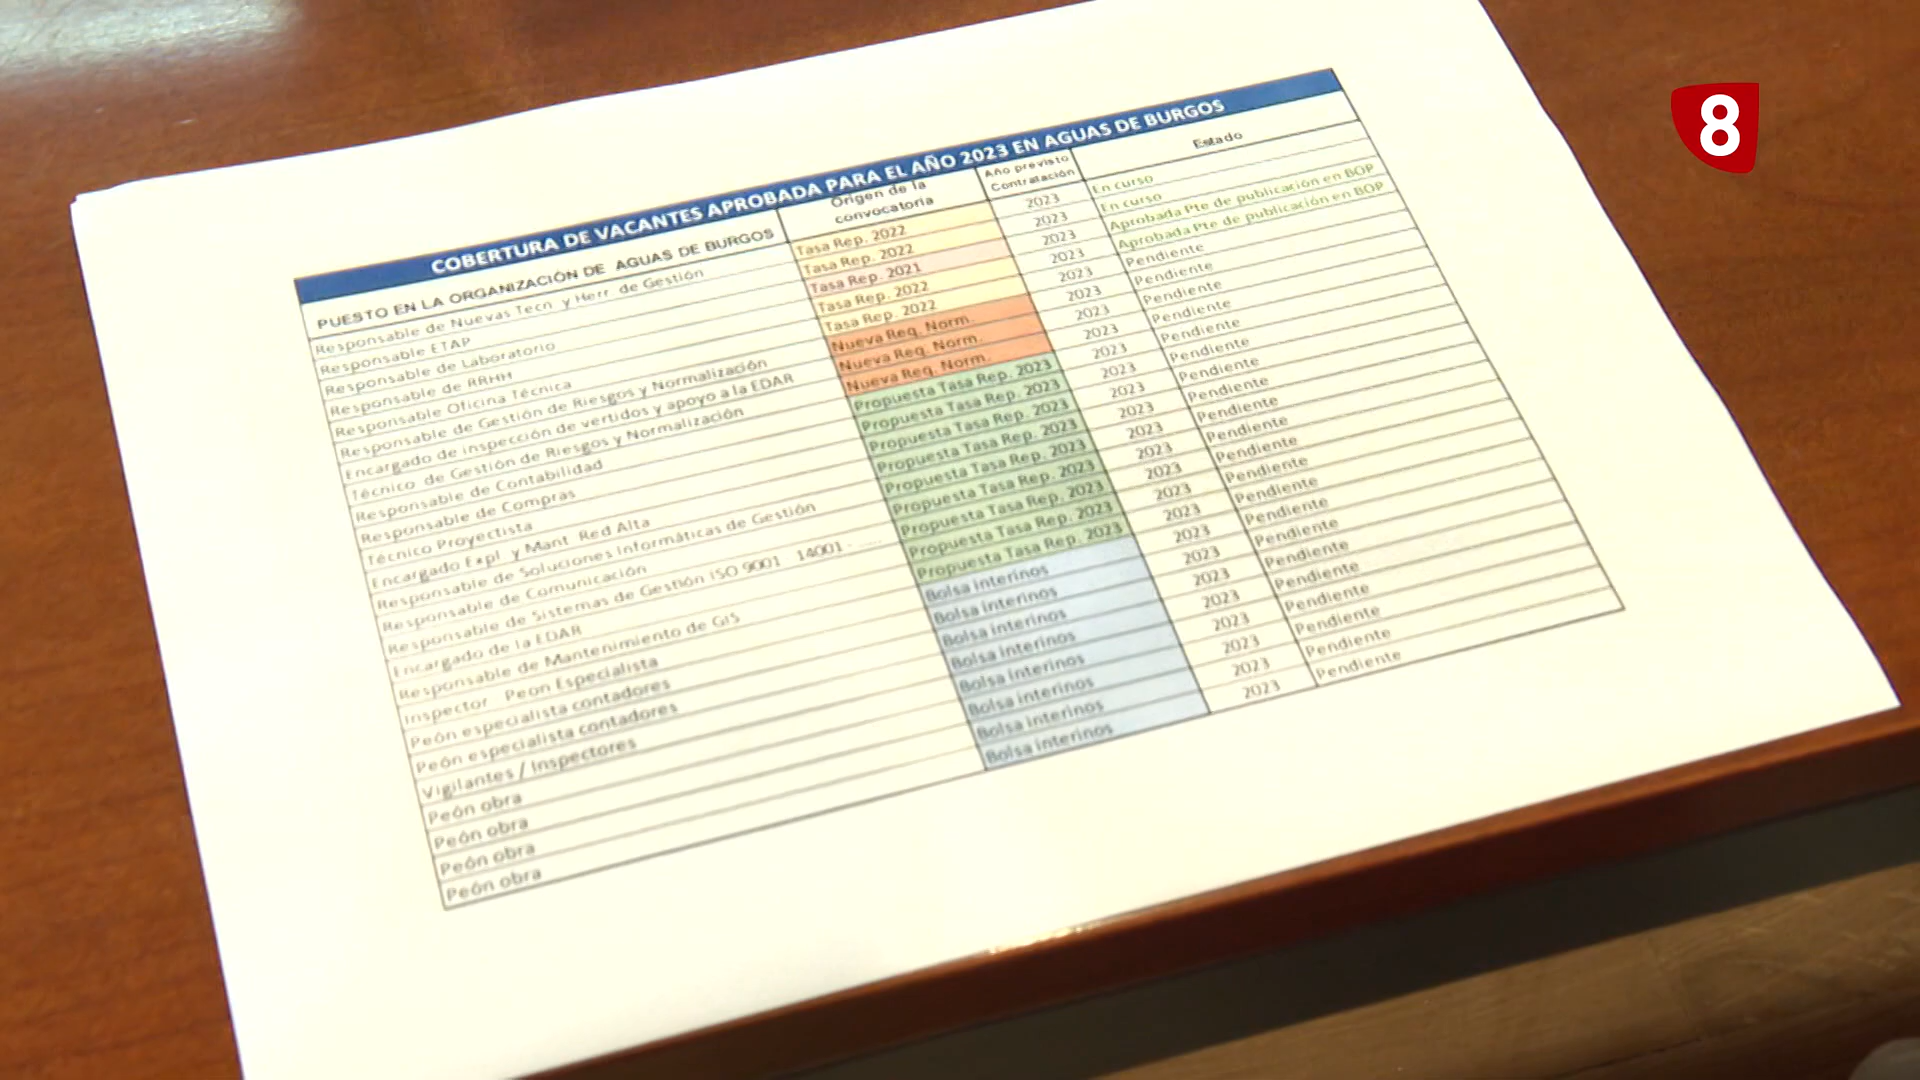 COBERTURA DE VACANTES APROBADA PARA EL AÑO 2023 EN AGUAS DE BURGOS
PUESTO EN LA ORGANIZACIÓN DE AGUAS DE BURGOS Origen de la convocatoria Año previsto Contratación Estado
Responsable de Nuevas Tecn y Herr de Gestión Tasa Rep. 2022 2023 En curso
Responsable ETAP Tasa Rep. 2022 2023 En curso
Responsable de Laboratorio Tasa Rep. 2021 2023 Aprobada Pte de publicación en BOP
Responsable de RRHH Tasa Rep. 2022 2023 Aprobada Pte de publicación en BOP
Responsable Oficina Técnica Tasa Rep. 2022 2023 Pendiente
Responsable de Gestión de Riesgos y Normalización Nueva Req. Norm. 2023 Pendiente
Encargado de inspección de vertidos y apoyo a la EDAR Nueva Req. Norm. 2023 Pendiente
Técnico de Gestión de Riesgos y Normalización Nueva Req. Norm. 2023 Pendiente
Responsable de Contabilidad Propuesta Tasa Rep. 2023 2023 Pendiente
Responsable de Compras Propuesta Tasa Rep. 2023 2023 Pendiente
Técnico Proyectista Propuesta Tasa Rep. 2023 2023 Pendiente
Encargado Expl y Mant Red Alta Propuesta Tasa Rep. 2023 2023 Pendiente
Responsable de Soluciones Informáticas de Gestión Propuesta Tasa Rep. 2023 2023 Pendiente
Responsable de Comunicación Propuesta Tasa Rep. 2023 2023 Pendiente
Responsable de Sistemas de Gestión ISO 9001 - 14001 - ..... Propuesta Tasa Rep. 2023 2023 Pendiente
Encargado de la EDAR Propuesta Tasa Rep. 2023 2023 Pendiente
Responsable de Mantenimiento de GIS Propuesta Tasa Rep. 2023 2023 Pendiente
Inspector Peon Especialista Bolsa interinos 2023 Pendiente
Peón especialista contadores Bolsa interinos 2023 Pendiente
Peón especialista contadores Bolsa interinos 2023 Pendiente
Vigilantes / Inspectores Bolsa interinos 2023 Pendiente
Peón obra Bolsa interinos 2023 Pendiente
Peón obra Bolsa interinos 2023 Pendiente
Peón obra Bolsa interinos 2023 Pendiente
Peón obra Bolsa interinos 2023 Pendiente
8